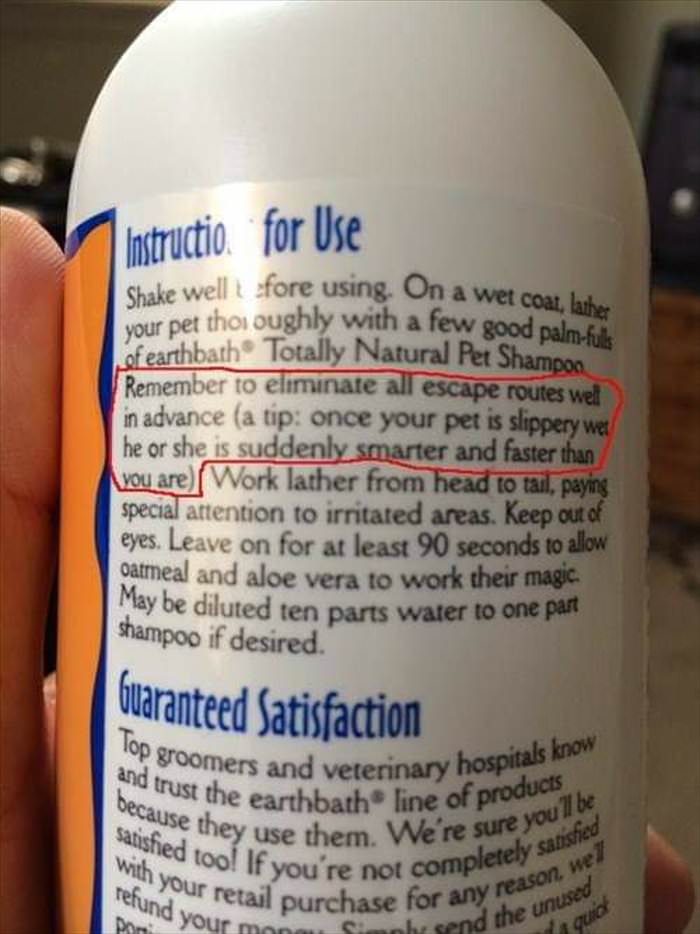 Instructio for Use
Shake well before using. On a wet coat, lather
your pet thoroughly with a few good palm-fulls
of earthbath® Totally Natural Pet Shampoo
Remember to eliminate all escape routes well
in advance (a tip: once your pet is slippery wet
he or she is suddenly smarter and faster than
you are) Work lather from head to tail, paying
special attention to irritated areas. Keep out of
eyes. Leave on for at least 90 seconds to allow
oatmeal and aloe vera to work their magic.
May be diluted ten parts water to one part
shampoo if desired.
Guaranteed Satisfaction
Top groomers and veterinary hospitals know
and trust the earthbath® line of products
because they use them. We're sure you'll be
satisfied too! If you're not completely satisfied
with your retail purchase for any reason, we'll
refund your money Simply send the unused
a quick